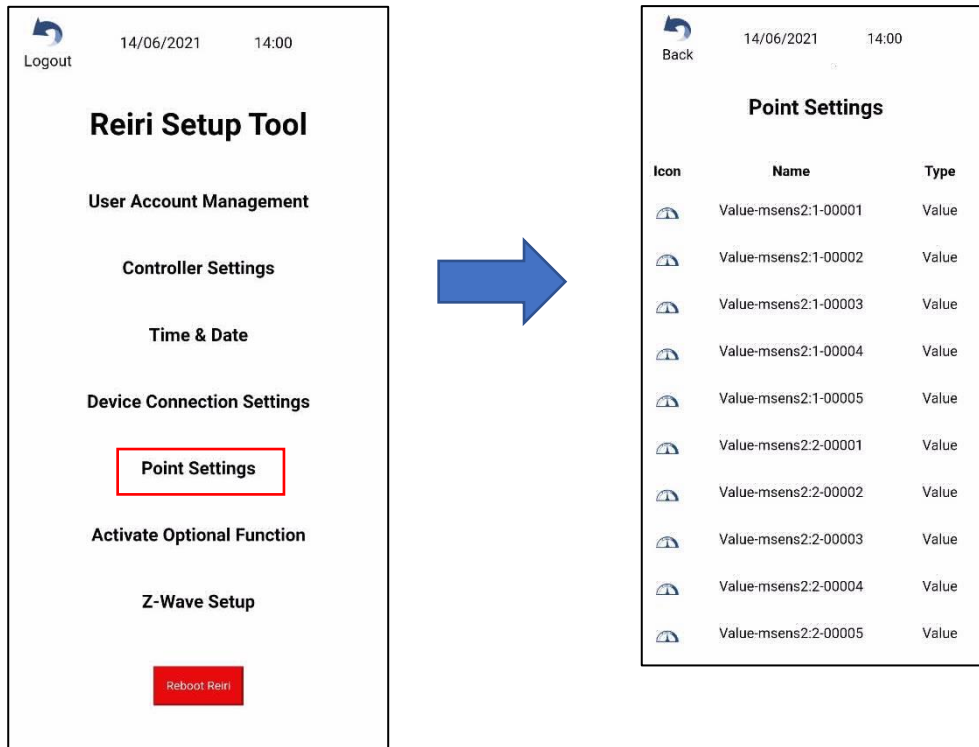 14/06/2021 14:00
Logout
Reiri Setup Tool
User Account Management
Controller Settings
Time & Date
Device Connection Settings
Point Settings
Activate Optional Function
Z-Wave Setup
Reboot Reiri
14/06/2021 14:00
Back
Point Settings
Icon Name Type
Value-msens2:1-00001 Value
Value-msens2:1-00002 Value
Value-msens2:1-00003 Value
Value-msens2:1-00004 Value
Value-msens2:1-00005 Value
Value-msens2:2-00001 Value
Value-msens2:2-00002 Value
Value-msens2:2-00003 Value
Value-msens2:2-00004 Value
Value-msens2:2-00005 Value